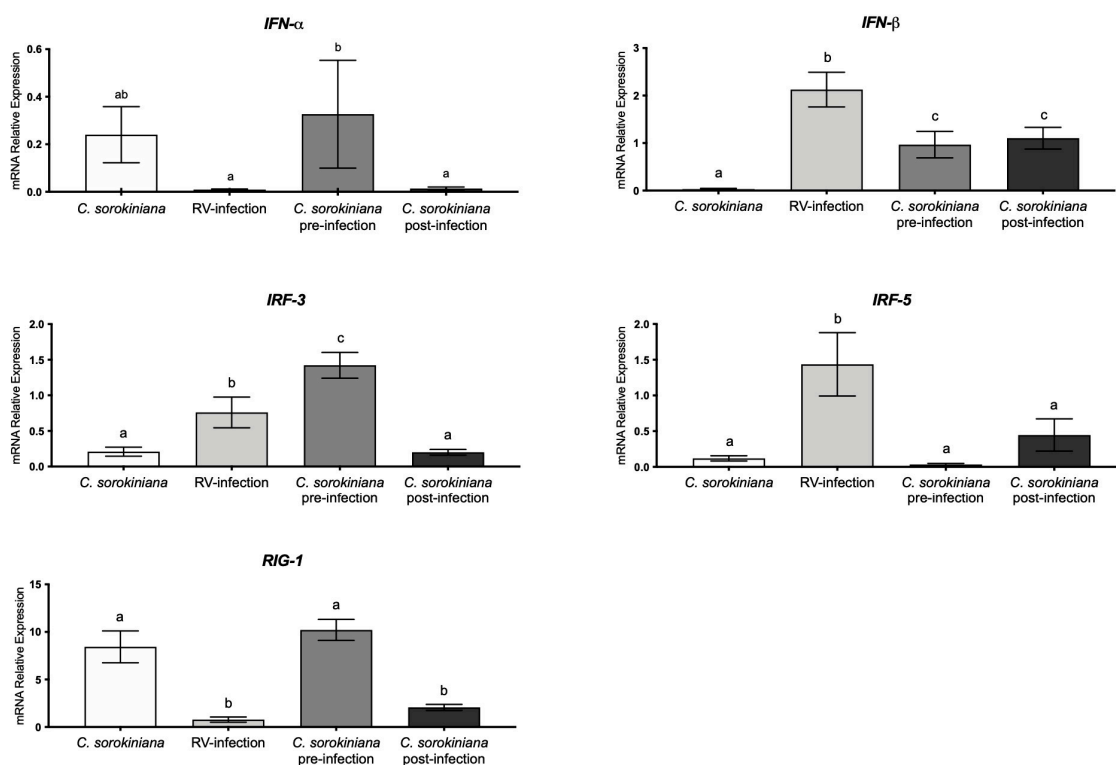 IFN-α
mRNA Relative Expression
0.6
0.4
0.2
0.0
ab
a
b
a
C. sorokiniana
RV-infection
C. sorokiniana
pre-infection
C. sorokiniana
post-infection
IFN-β
mRNA Relative Expression
3
2
1
0
a
b
c
c
C. sorokiniana
RV-infection
C. sorokiniana
pre-infection
C. sorokiniana
post-infection
IRF-3
mRNA Relative Expression
2.0
1.5
1.0
0.5
0.0
a
b
c
a
C. sorokiniana
RV-infection
C. sorokiniana
pre-infection
C. sorokiniana
post-infection
IRF-5
mRNA Relative Expression
2.0
1.5
1.0
0.5
0.0
a
b
a
a
C. sorokiniana
RV-infection
C. sorokiniana
pre-infection
C. sorokiniana
post-infection
RIG-1
mRNA Relative Expression
15
10
5
0
a
b
a
b
C. sorokiniana
RV-infection
C. sorokiniana
pre-infection
C. sorokiniana
post-infection